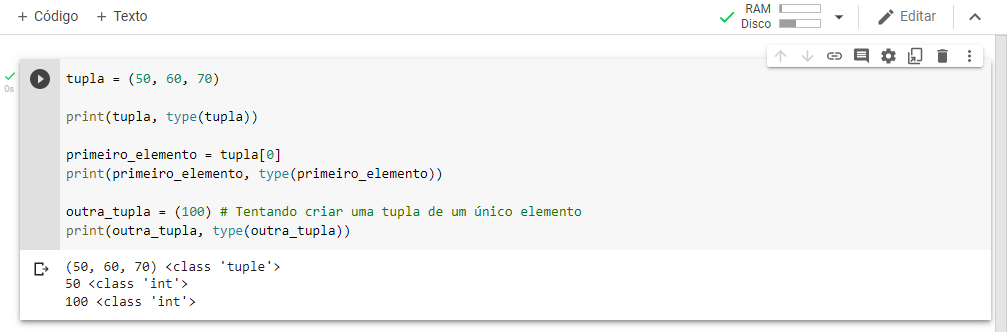 + Código + Texto
RAM
Disco
Editar
0s
tupla = (50, 60, 70)
print(tupla, type(tupla))
primeiro_elemento = tupla[0]
print(primeiro_elemento, type(primeiro_elemento))
outra_tupla = (100) # Tentando criar uma tupla de um único elemento
print(outra_tupla, type(outra_tupla))
(50, 60, 70) <class 'tuple'>
50 <class 'int'>
100 <class 'int'>